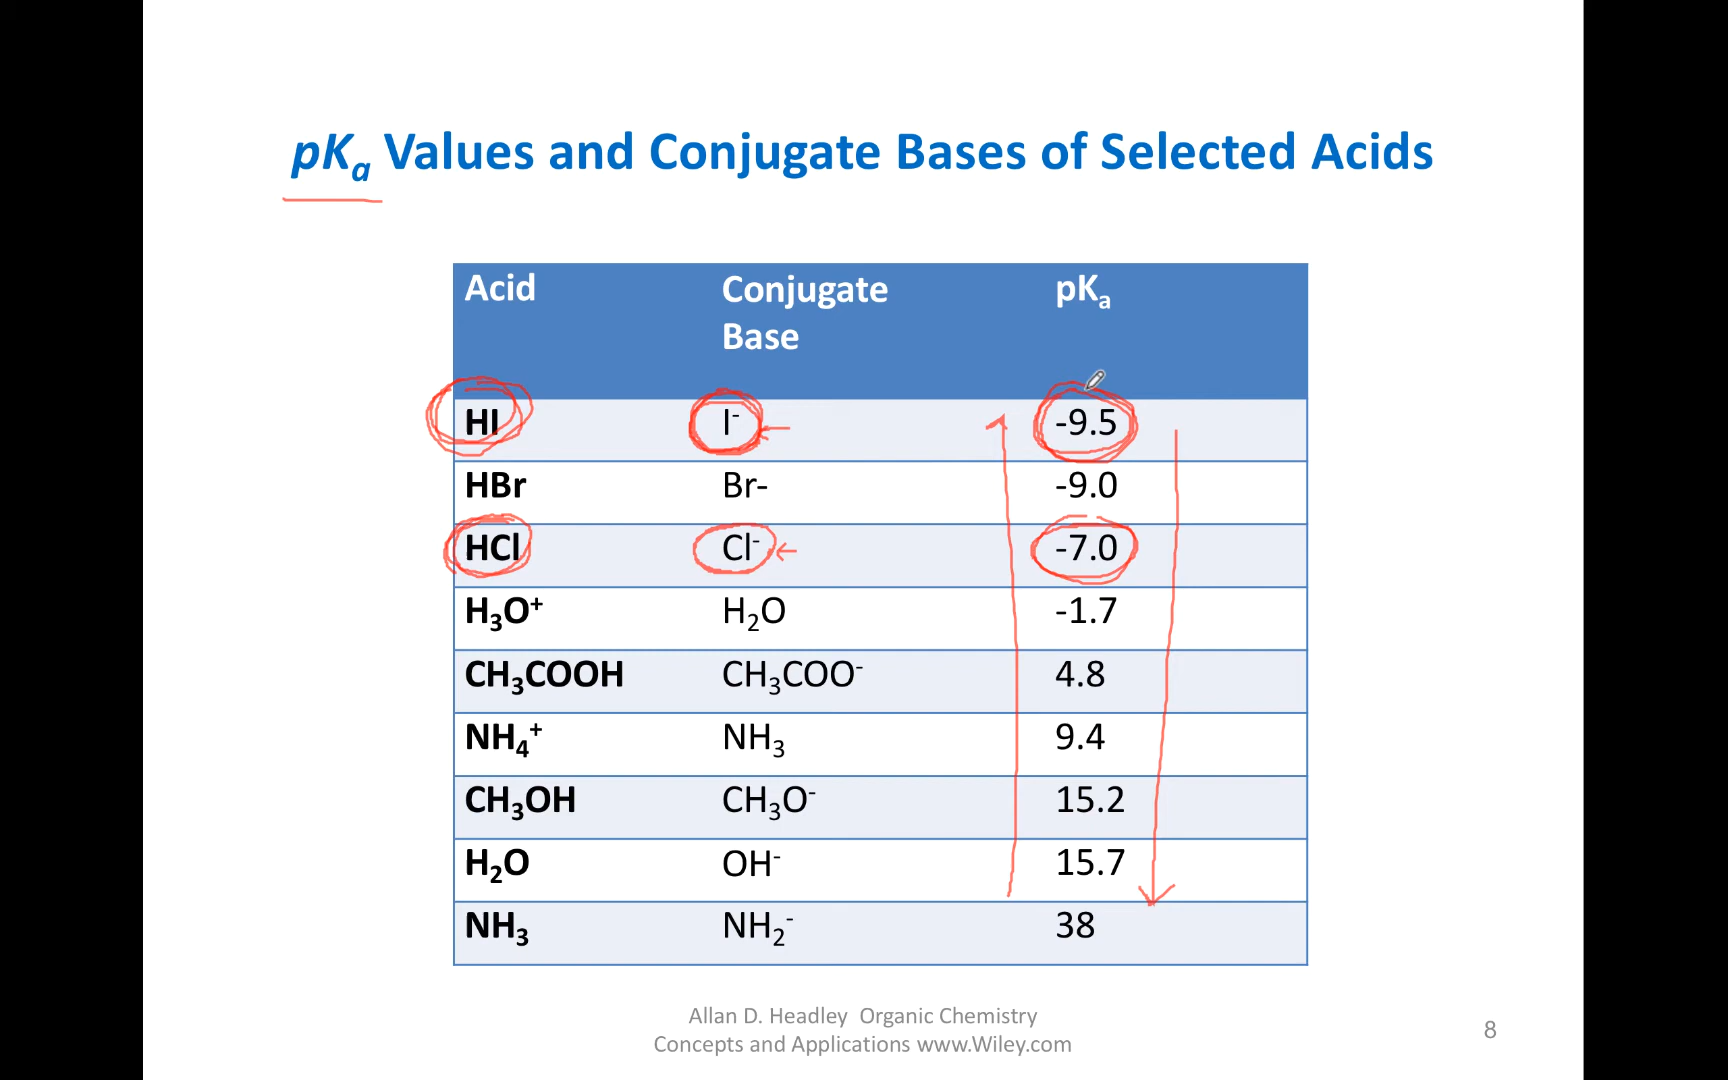 pKₐ Values and Conjugate Bases of Selected Acids
Acid Conjugate Base pKₐ
HI I⁻ -9.5
HBr Br- -9.0
HCl Cl⁻ -7.0
H₃O⁺ H₂O -1.7
CH₃COOH CH₃COO⁻ 4.8
NH₄⁺ NH₃ 9.4
CH₃OH CH₃O⁻ 15.2
H₂O OH⁻ 15.7
NH₃ NH₂⁻ 38
Allan D. Headley Organic Chemistry
Concepts and Applications www.Wiley.com
8